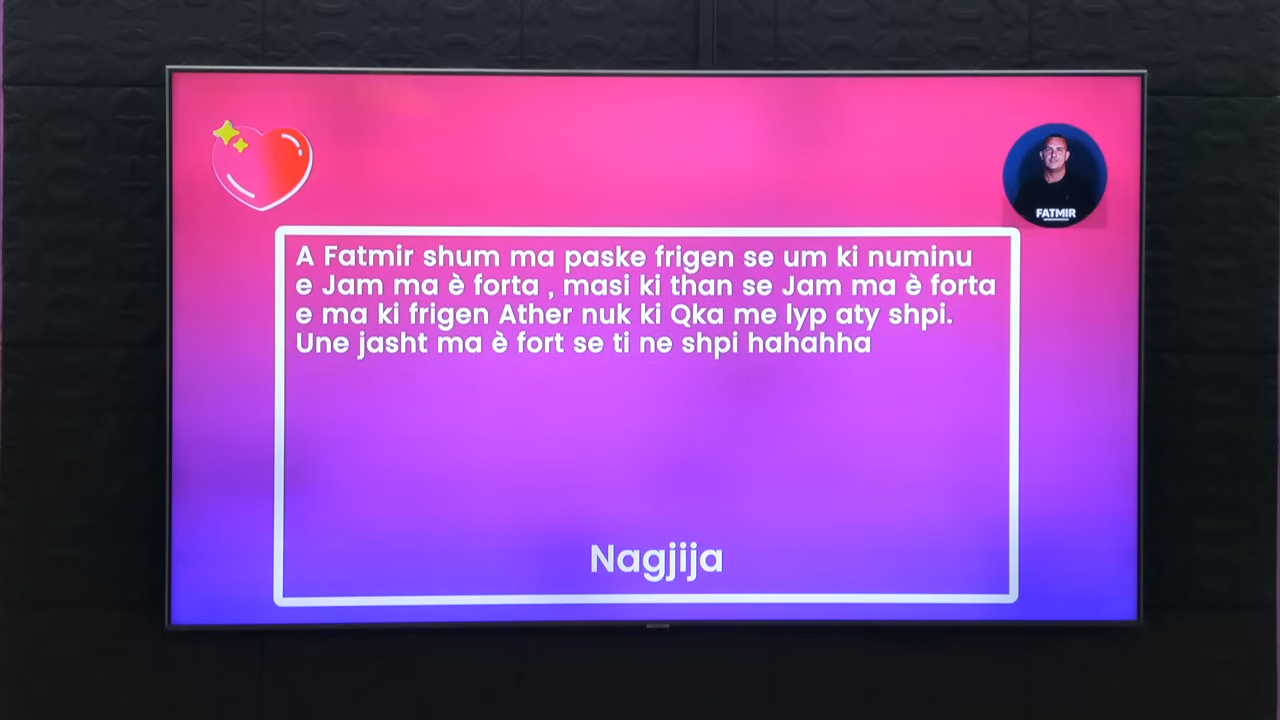 FATMIR
A Fatmir shum ma paske frigen se um ki numinu
e Jam ma è forta , masi ki than se Jam ma è forta
e ma ki frigen Ather nuk ki Qka me lyp aty shpi.
Une jasht ma è fort se ti ne shpi hahahha
Nagjija